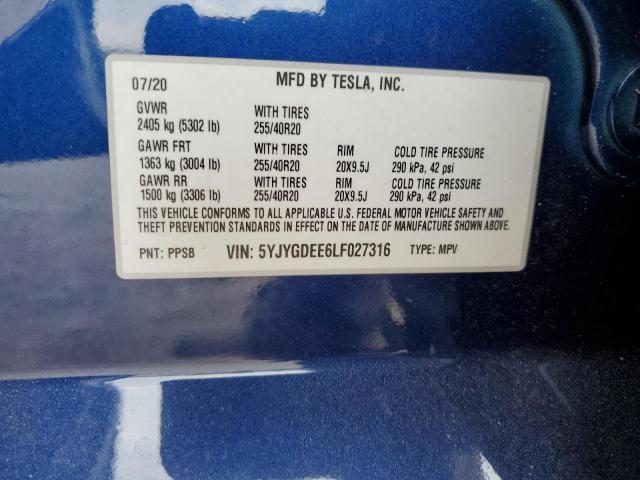 07/20 MFD BY TESLA, INC.
GVWR WITH TIRES
2405 kg (5302 lb) 255/40R20
GAWR FRT WITH TIRES RIM COLD TIRE PRESSURE
1363 kg (3004 lb) 255/40R20 20X9.5J 290 kPa, 42 psi
GAWR RR WITH TIRES RIM COLD TIRE PRESSURE
1500 kg (3306 lb) 255/40R20 20X9.5J 290 kPa, 42 psi
THIS VEHICLE CONFORMS TO ALL APPLICABLE U.S. FEDERAL MOTOR VEHICLE SAFETY AND
THEFT PREVENTION STANDARDS IN EFFECT ON THE DATE OF MANUFACTURE SHOWN ABOVE.
PNT: PPSB VIN: 5YJYGDEE6LF027316 TYPE: MPV